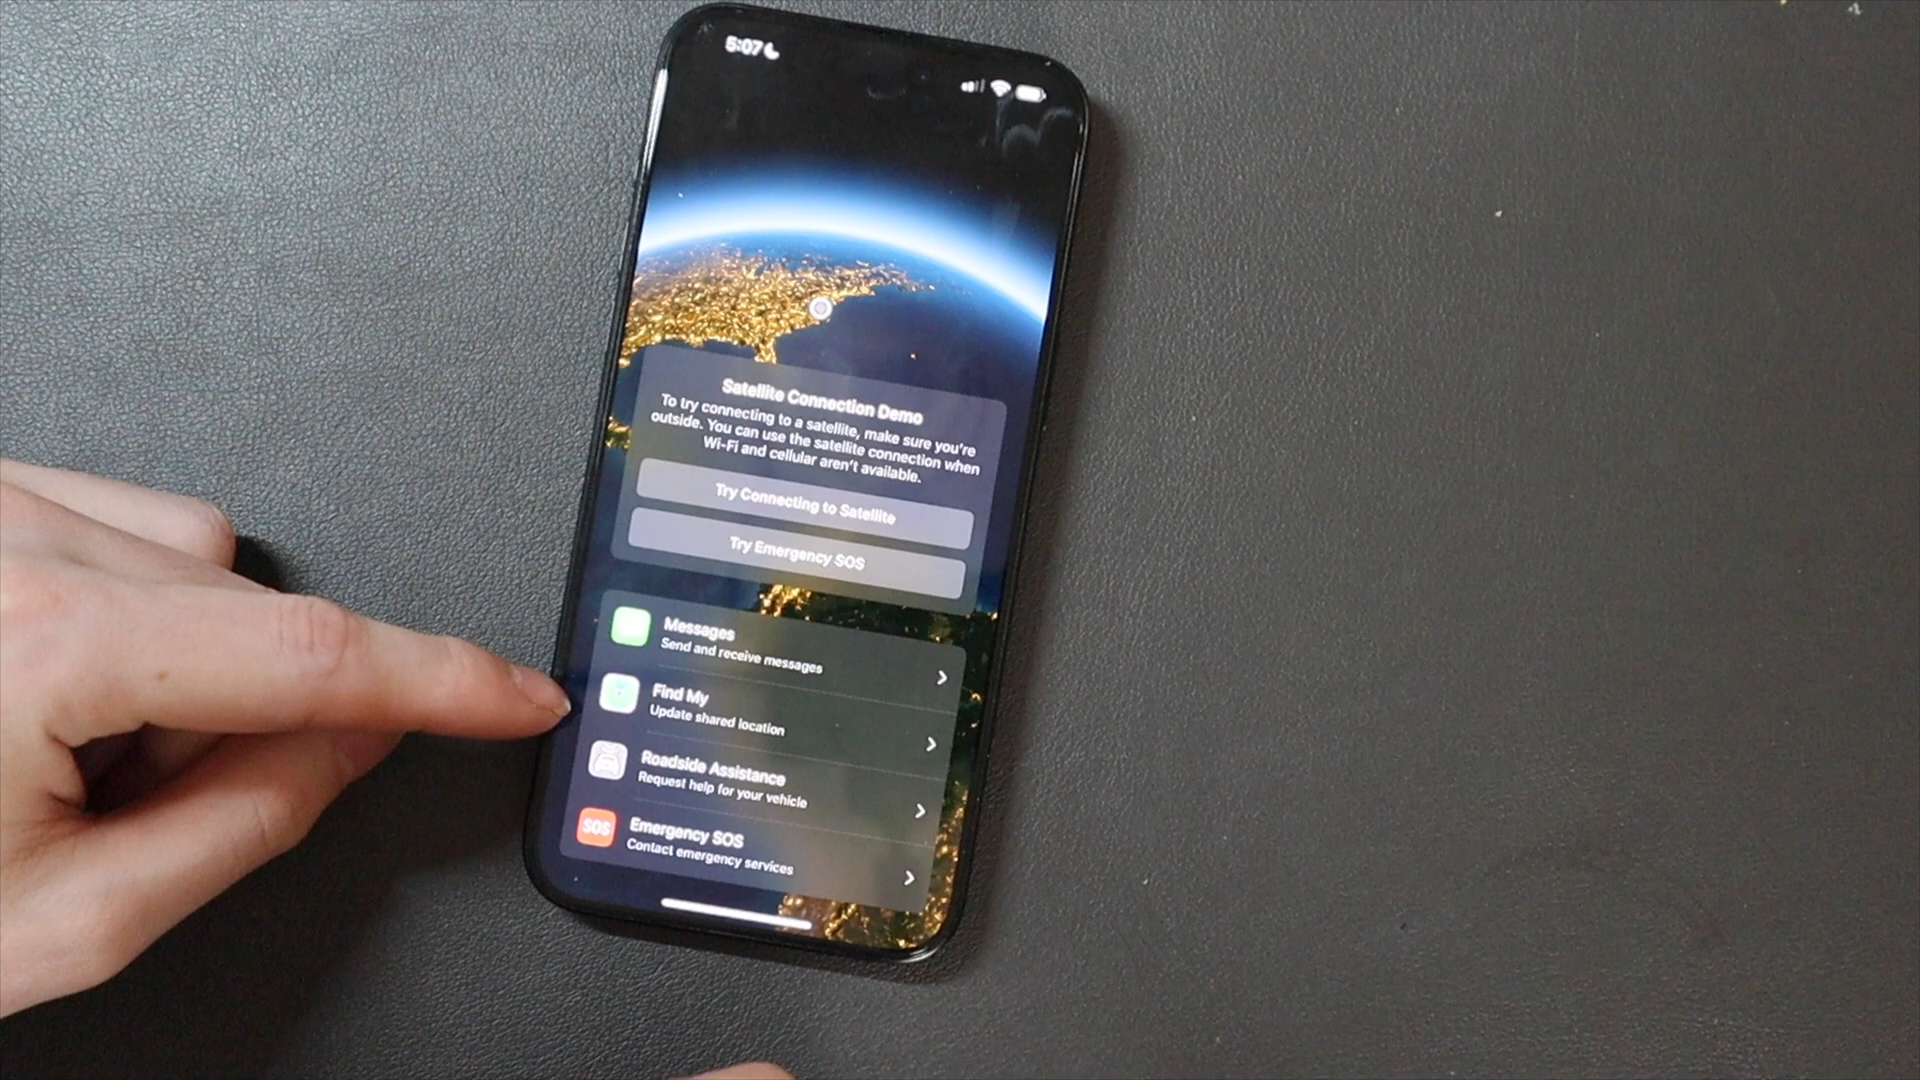 5:07
Satellite Connection Demo
To try connecting to a satellite, make sure you're
outside. You can use the satellite connection when
Wi-Fi and cellular aren't available.
Try Connecting to Satellite
Try Emergency SOS
Messages
Send and receive messages
Find My
Update shared location
Roadside Assistance
Request help for your vehicle
SOS
Emergency SOS
Contact emergency services